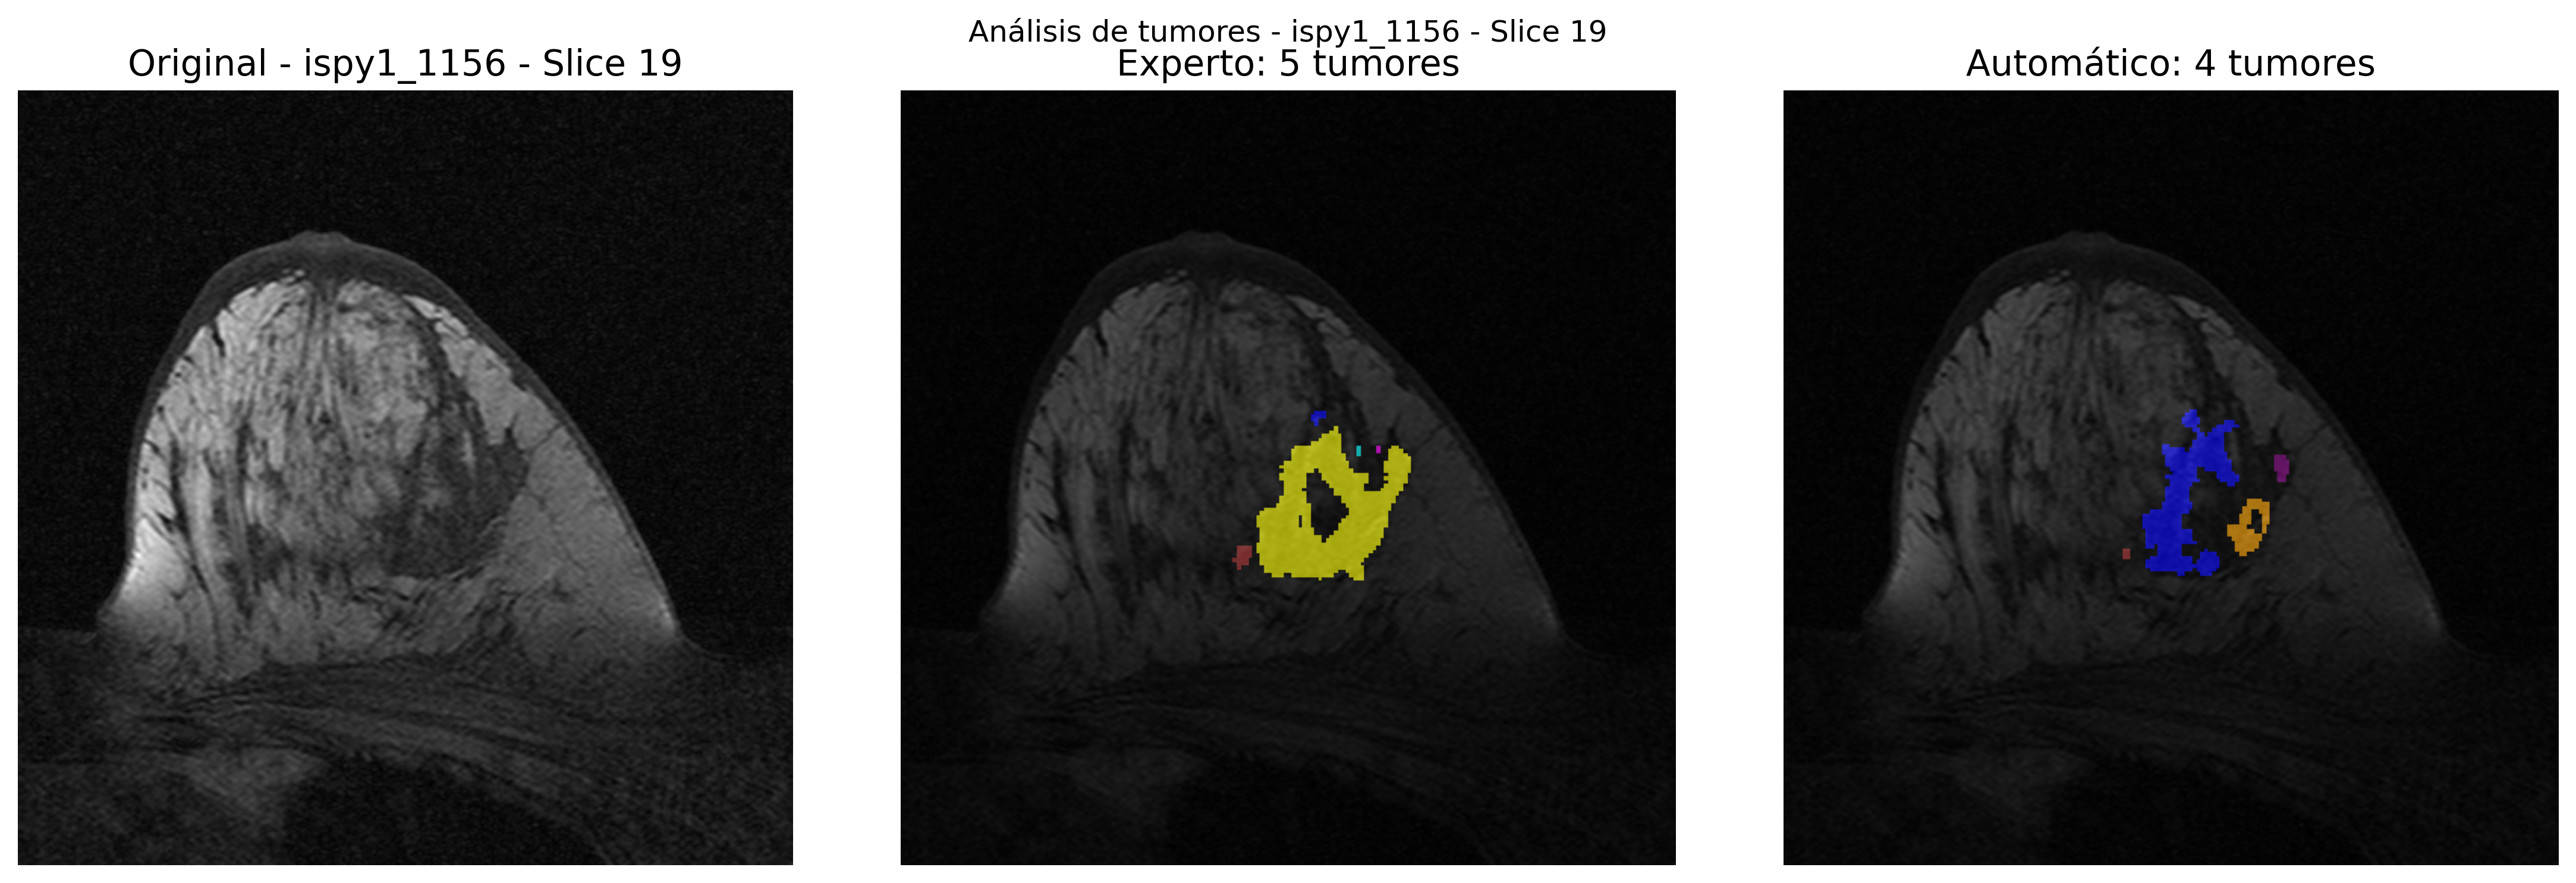 Análisis de tumores - ispy1_1156 - Slice 19
Original - ispy1_1156 - Slice 19
Experto: 5 tumores
Automático: 4 tumores